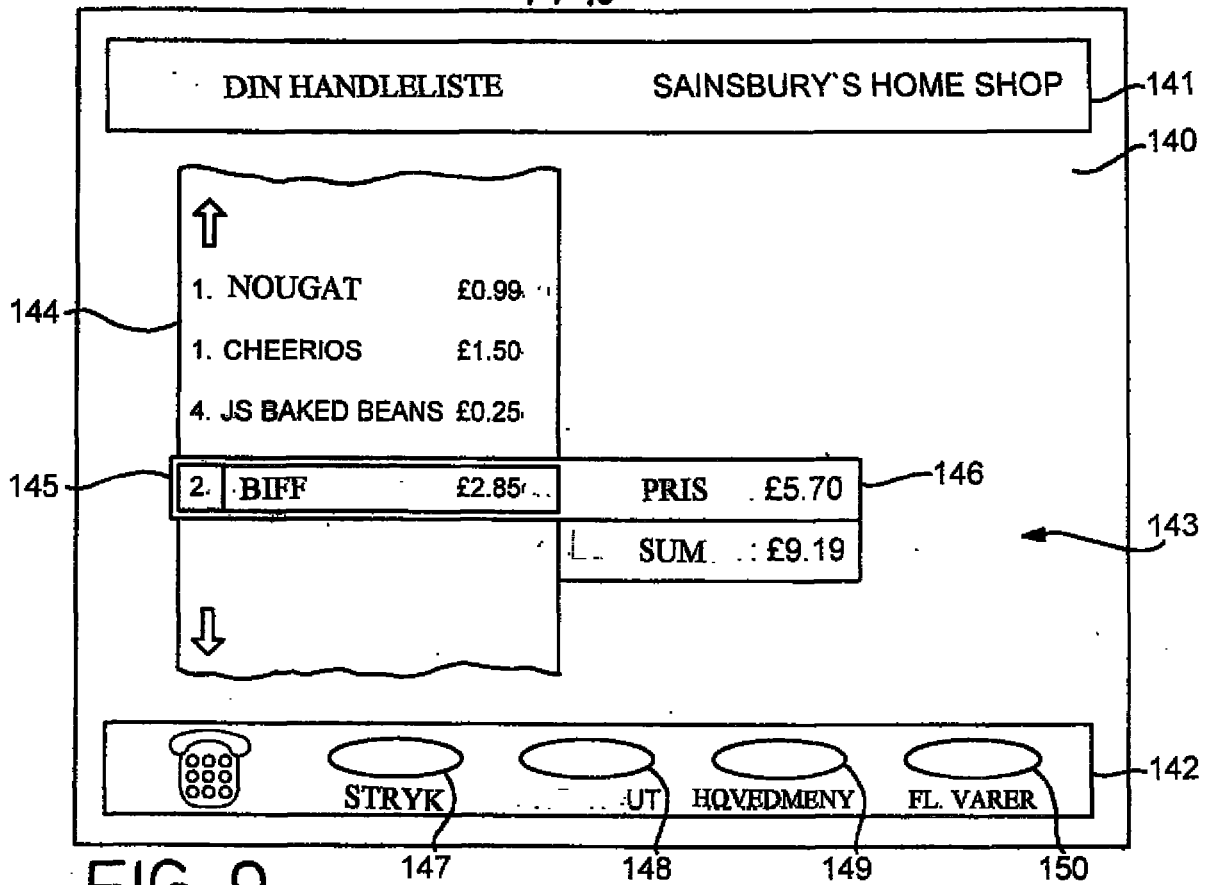 DIN HANDLELISTE SAINSBURY`S HOME SHOP
141
140
1. NOUGAT £0.99
144
1. CHEERIOS £1.50
4. JS BAKED BEANS £0.25
145 2. BIFF £2.85 PRIS £5.70 146
SUM : £9.19 143
142
STRYK UT HOVEDMENY FL. VARER
147 148 149 150
FIG. 9